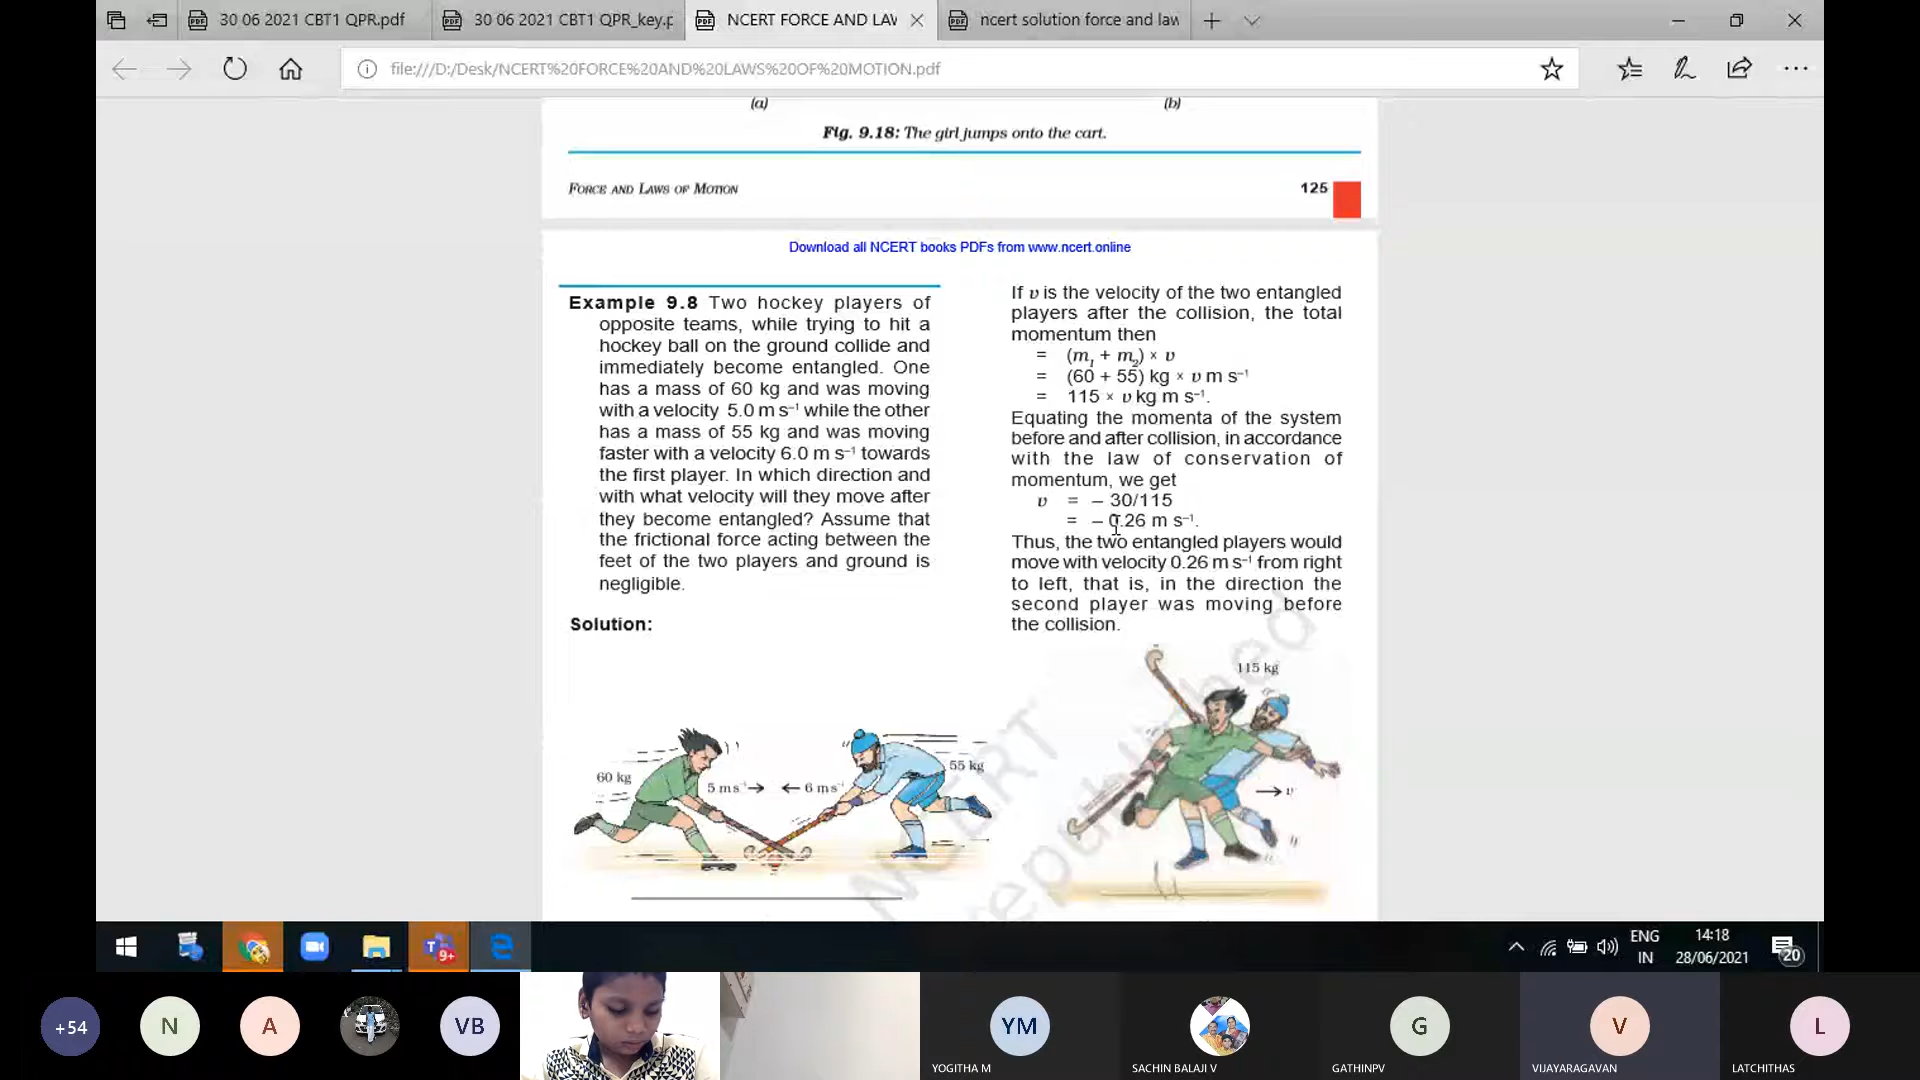 30 06 2021 CBT1 QPR.pdf
30 06 2021 CBT1 QPR_key.p
NCERT FORCE AND LAW
ncert solution force and law
file:///D:/Desk/NCERT%20FORCE%20AND%20LAWS%20OF%20MOTION.pdf
(a)
(b)
Fig. 9.18: The girl jumps onto the cart.
FORCE AND LAWS OF MOTION
125
Download all NCERT books PDFs from www.ncert.online
Example 9.8 Two hockey players of
opposite teams, while trying to hit a
hockey ball on the ground collide and
immediately become entangled. One
has a mass of 60 kg and was moving
with a velocity 5.0 m s⁻¹ while the other
has a mass of 55 kg and was moving
faster with a velocity 6.0 m s⁻¹ towards
the first player. In which direction and
with what velocity will they move after
they become entangled? Assume that
the frictional force acting between the
feet of the two players and ground is
negligible.
Solution:
60 kg
5 m s⁻¹
6 m s⁻¹
55 kg
If v is the velocity of the two entangled
players after the collision, the total
momentum then
= (m₁ + m₂) × v
= (60 + 55) kg × v m s⁻¹
= 115 × v kg m s⁻¹.
Equating the momenta of the system
before and after collision, in accordance
with the law of conservation of
momentum, we get
v = – 30/115
= – 0.26 m s⁻¹.
Thus, the two entangled players would
move with velocity 0.26 m s⁻¹ from right
to left, that is, in the direction the
second player was moving before
the collision.
115 kg
v
NCERT
republished
9+
ENG
IN
14:18
28/06/2021
20
+54
N
A
VB
YM
YOGITHA M
SACHIN BALAJI V
G
GATHINPV
V
VIJAYARAGAVAN
L
LATCHITHAS